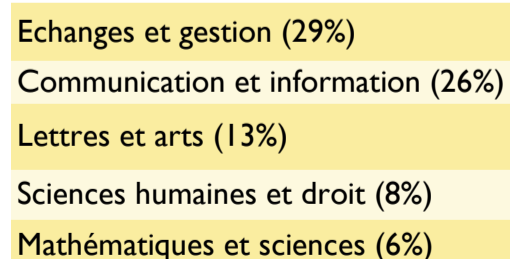 Echanges et gestion (29%)
Communication et information (26%)
Lettres et arts (13%)
Sciences humaines et droit (8%)
Mathématiques et sciences (6%)